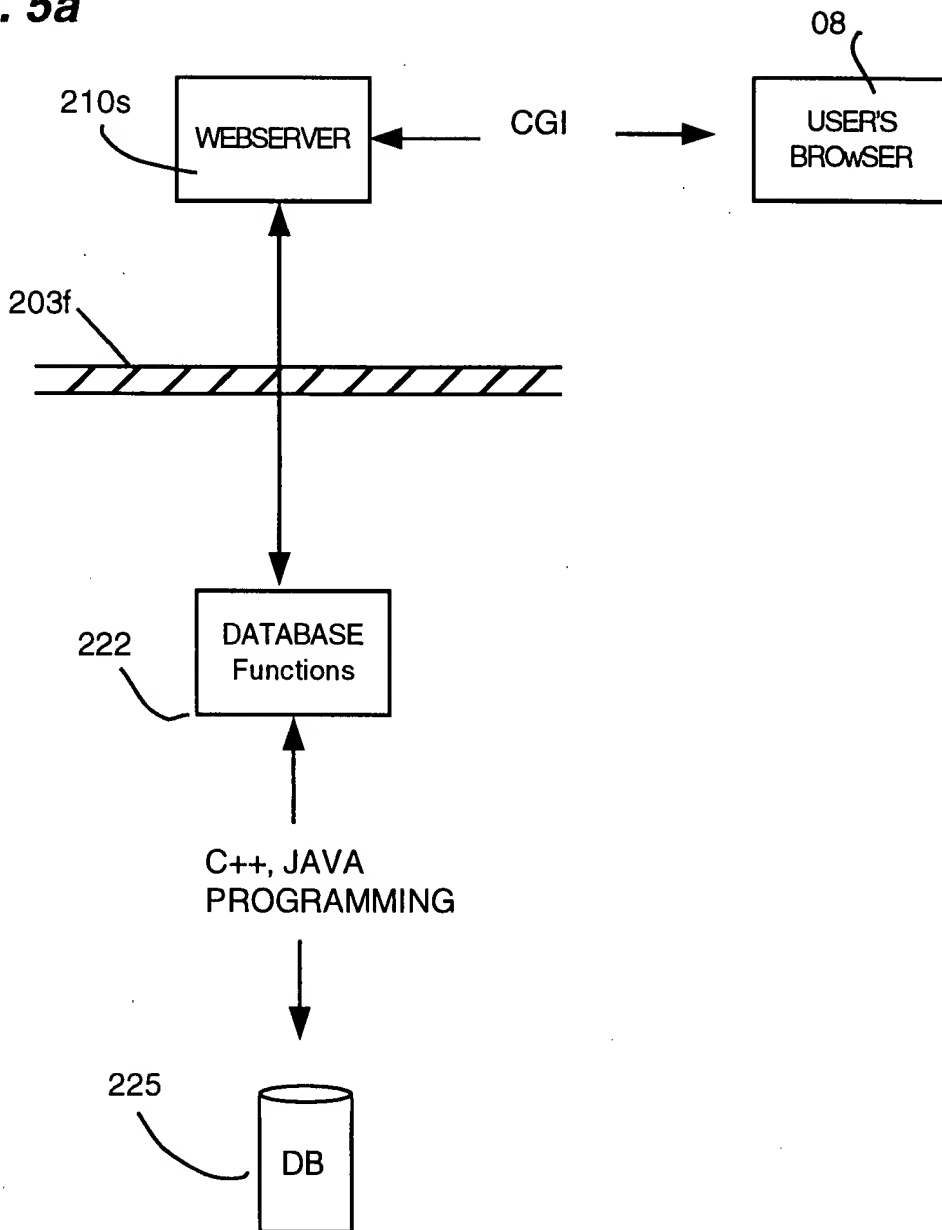 . 5a
08
210s
WEBSERVER
CGI
USER'S
BROwSER
203f
222
DATABASE
Functions
C++, JAVA
PROGRAMMING
225
DB